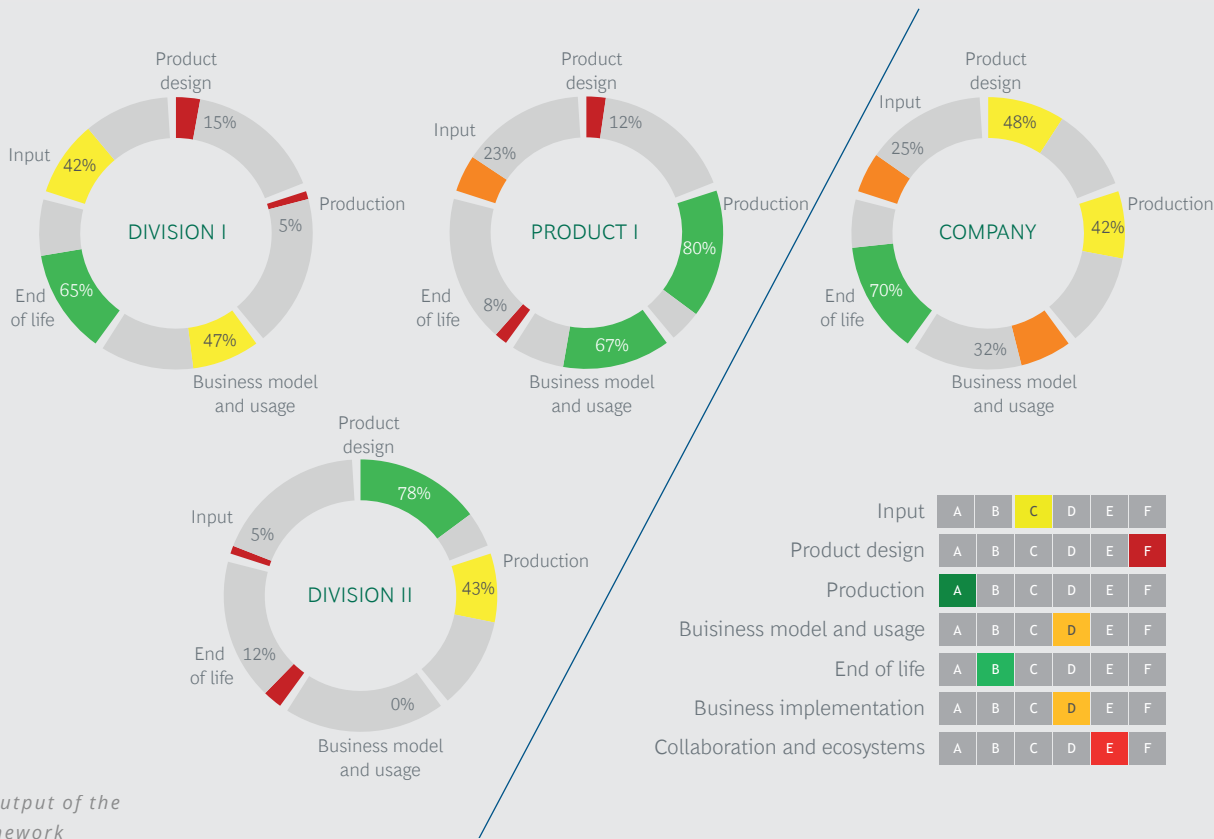 Product
design
15%
Input
42%
DIVISION I
Production
5%
End
of life
65%
47%
Business model
and usage
Product
design
12%
Input
23%
PRODUCT I
Production
80%
End
of life
8%
67%
Business model
and usage
Product
design
48%
Input
25%
COMPANY
Production
42%
End
of life
70%
32%
Business model
and usage
Product
design
78%
Input
5%
DIVISION II
Production
43%
End
of life
12%
0%
Business model
and usage
Input A B C D E F
Product design A B C D E F
Production A B C D E F
Buisiness model and usage A B C D E F
End of life A B C D E F
Business implementation A B C D E F
Collaboration and ecosystems A B C D E F
utput of the
nework